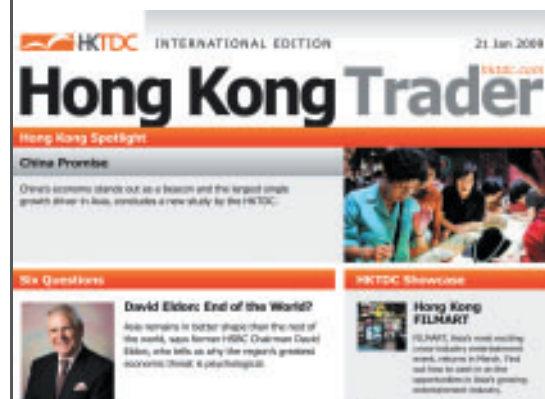 HKTDC INTERNATIONAL EDITION 21 Jan 2009
hktdc.com
Hong Kong Trader
Hong Kong Spotlight
China Promise
China's economy stands out as a beacon and the largest single
growth driver in Asia, concludes a new study by the HKTDC.
Six Questions
David Eldon: End of the World?
Asia remains in better shape than the rest of
the world, says former HSBC Chairman David
Eldon, who tells us why the region's greatest
economic threat is psychological.
HKTDC Showcase
Hong Kong
FILMART
FILMART, Asia's most exciting
cross-industry entertainment
event, returns in March. Find
out how to cash in on the
opportunities in Asia's growing
entertainment industry.